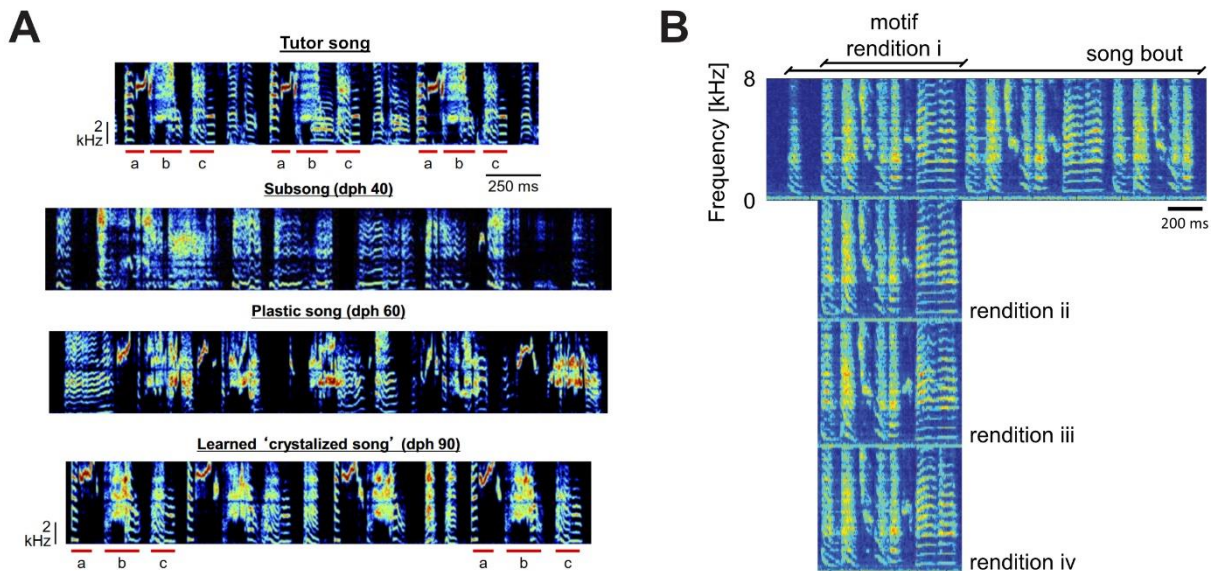 A
Tutor song
2
kHz
a b c a b c a b c
250 ms
Subsong (dph 40)
Plastic song (dph 60)
Learned ‘crystalized song’ (dph 90)
2
kHz
a b c a b c
B
motif
rendition i
song bout
8
Frequency [kHz]
0
200 ms
rendition ii
rendition iii
rendition iv